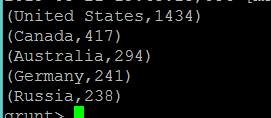 (United States,1434)
(Canada,417)
(Australia,294)
(Germany,241)
(Russia,238)
grunt>